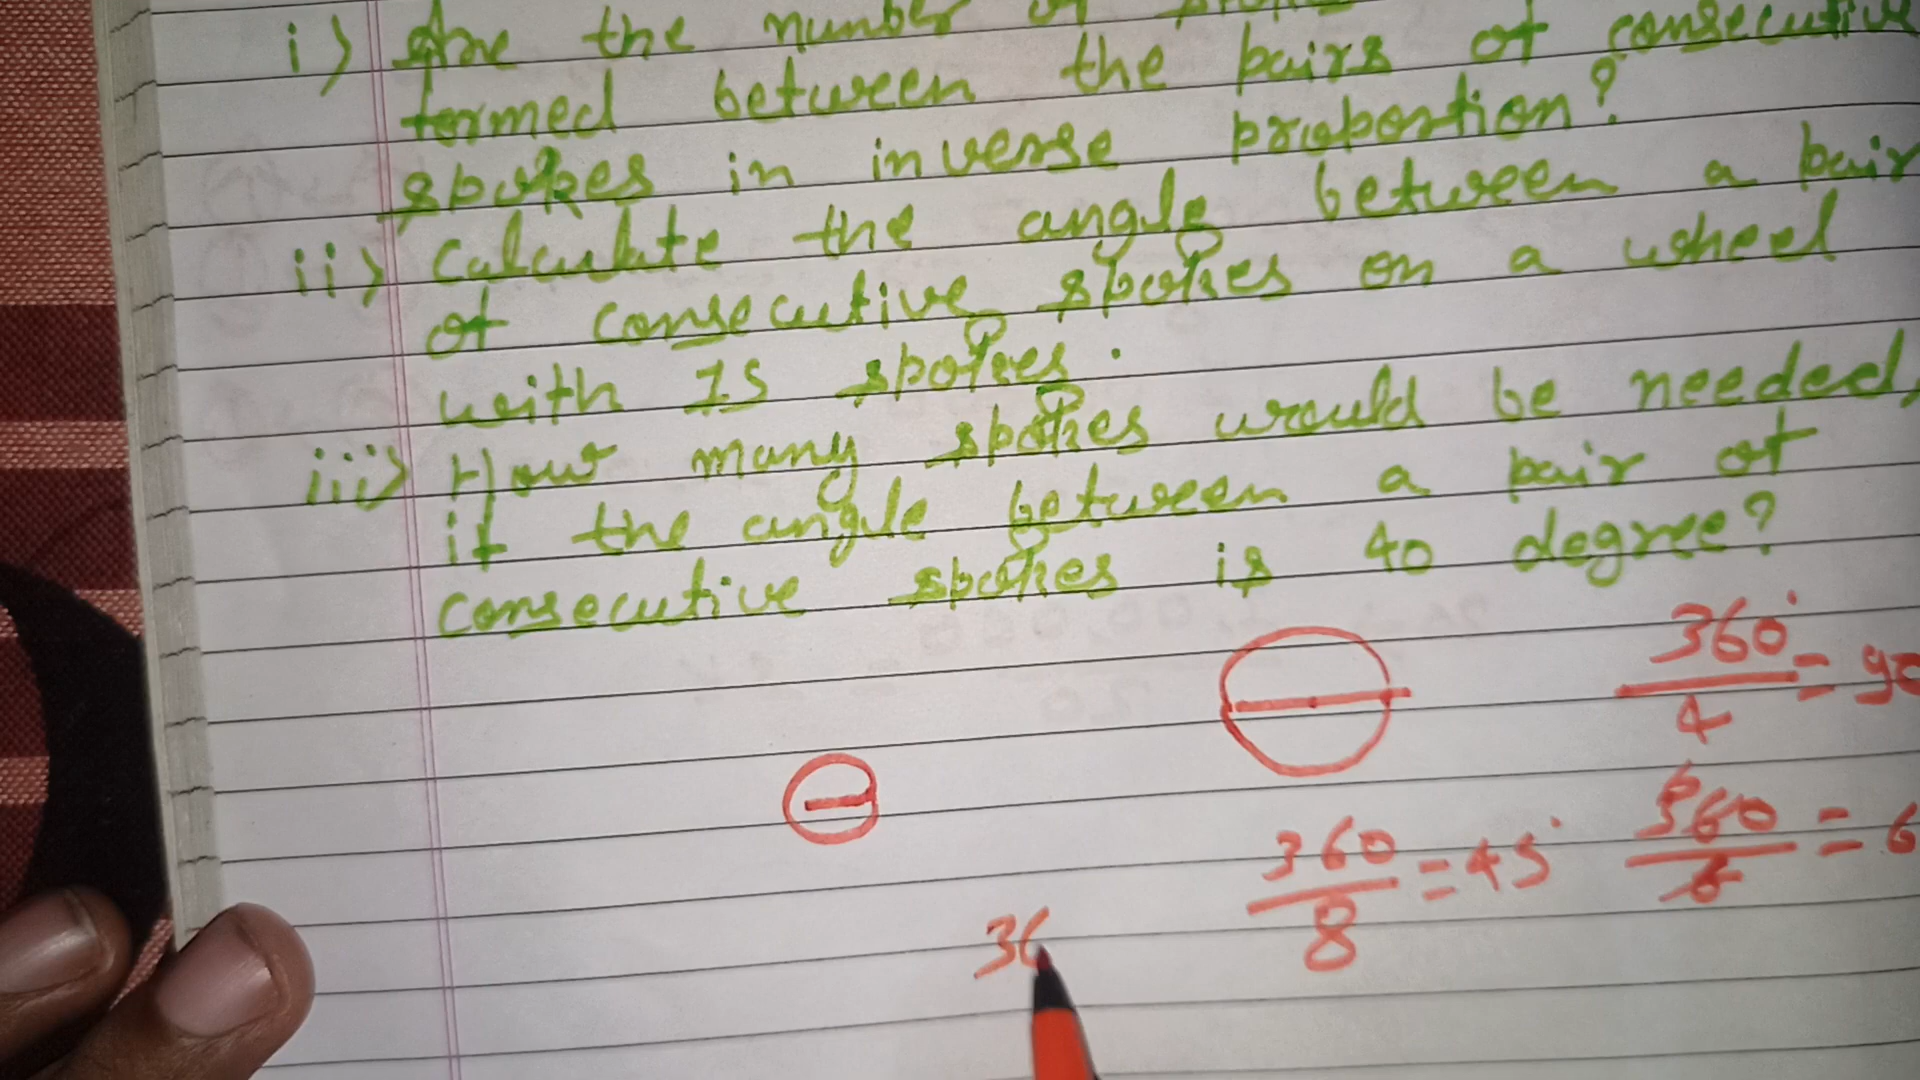 i) Are the number of
formed between the pairs of consecutive
spokes in inverse proportion?
ii) Calculate the angle between a pair
of consecutive spokes on a wheel
with 15 spokes.
iii) How many spokes would be needed,
if the angle between a pair of
consecutive spokes is 40 degree?
360°/4 = 90
360/8 = 45° 360/6 = 6
36